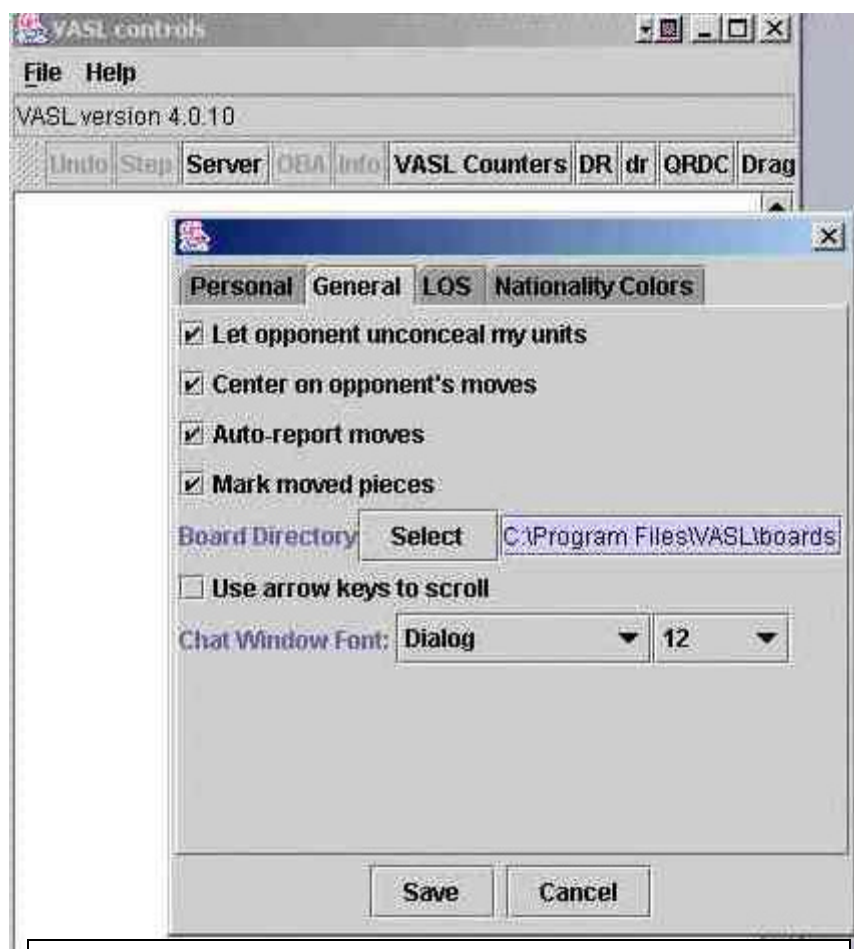 VASL controls
File Help
VASL version 4.0.10
Undo Step Server OBA Info VASL Counters DR dr QRDC Drag
Personal General LOS Nationality Colors
Let opponent unconceal my units
Center on opponent's moves
Auto-report moves
Mark moved pieces
Board Directory Select C:\Program Files\VASL\boards
Use arrow keys to scroll
Chat Window Font: Dialog 12
Save Cancel